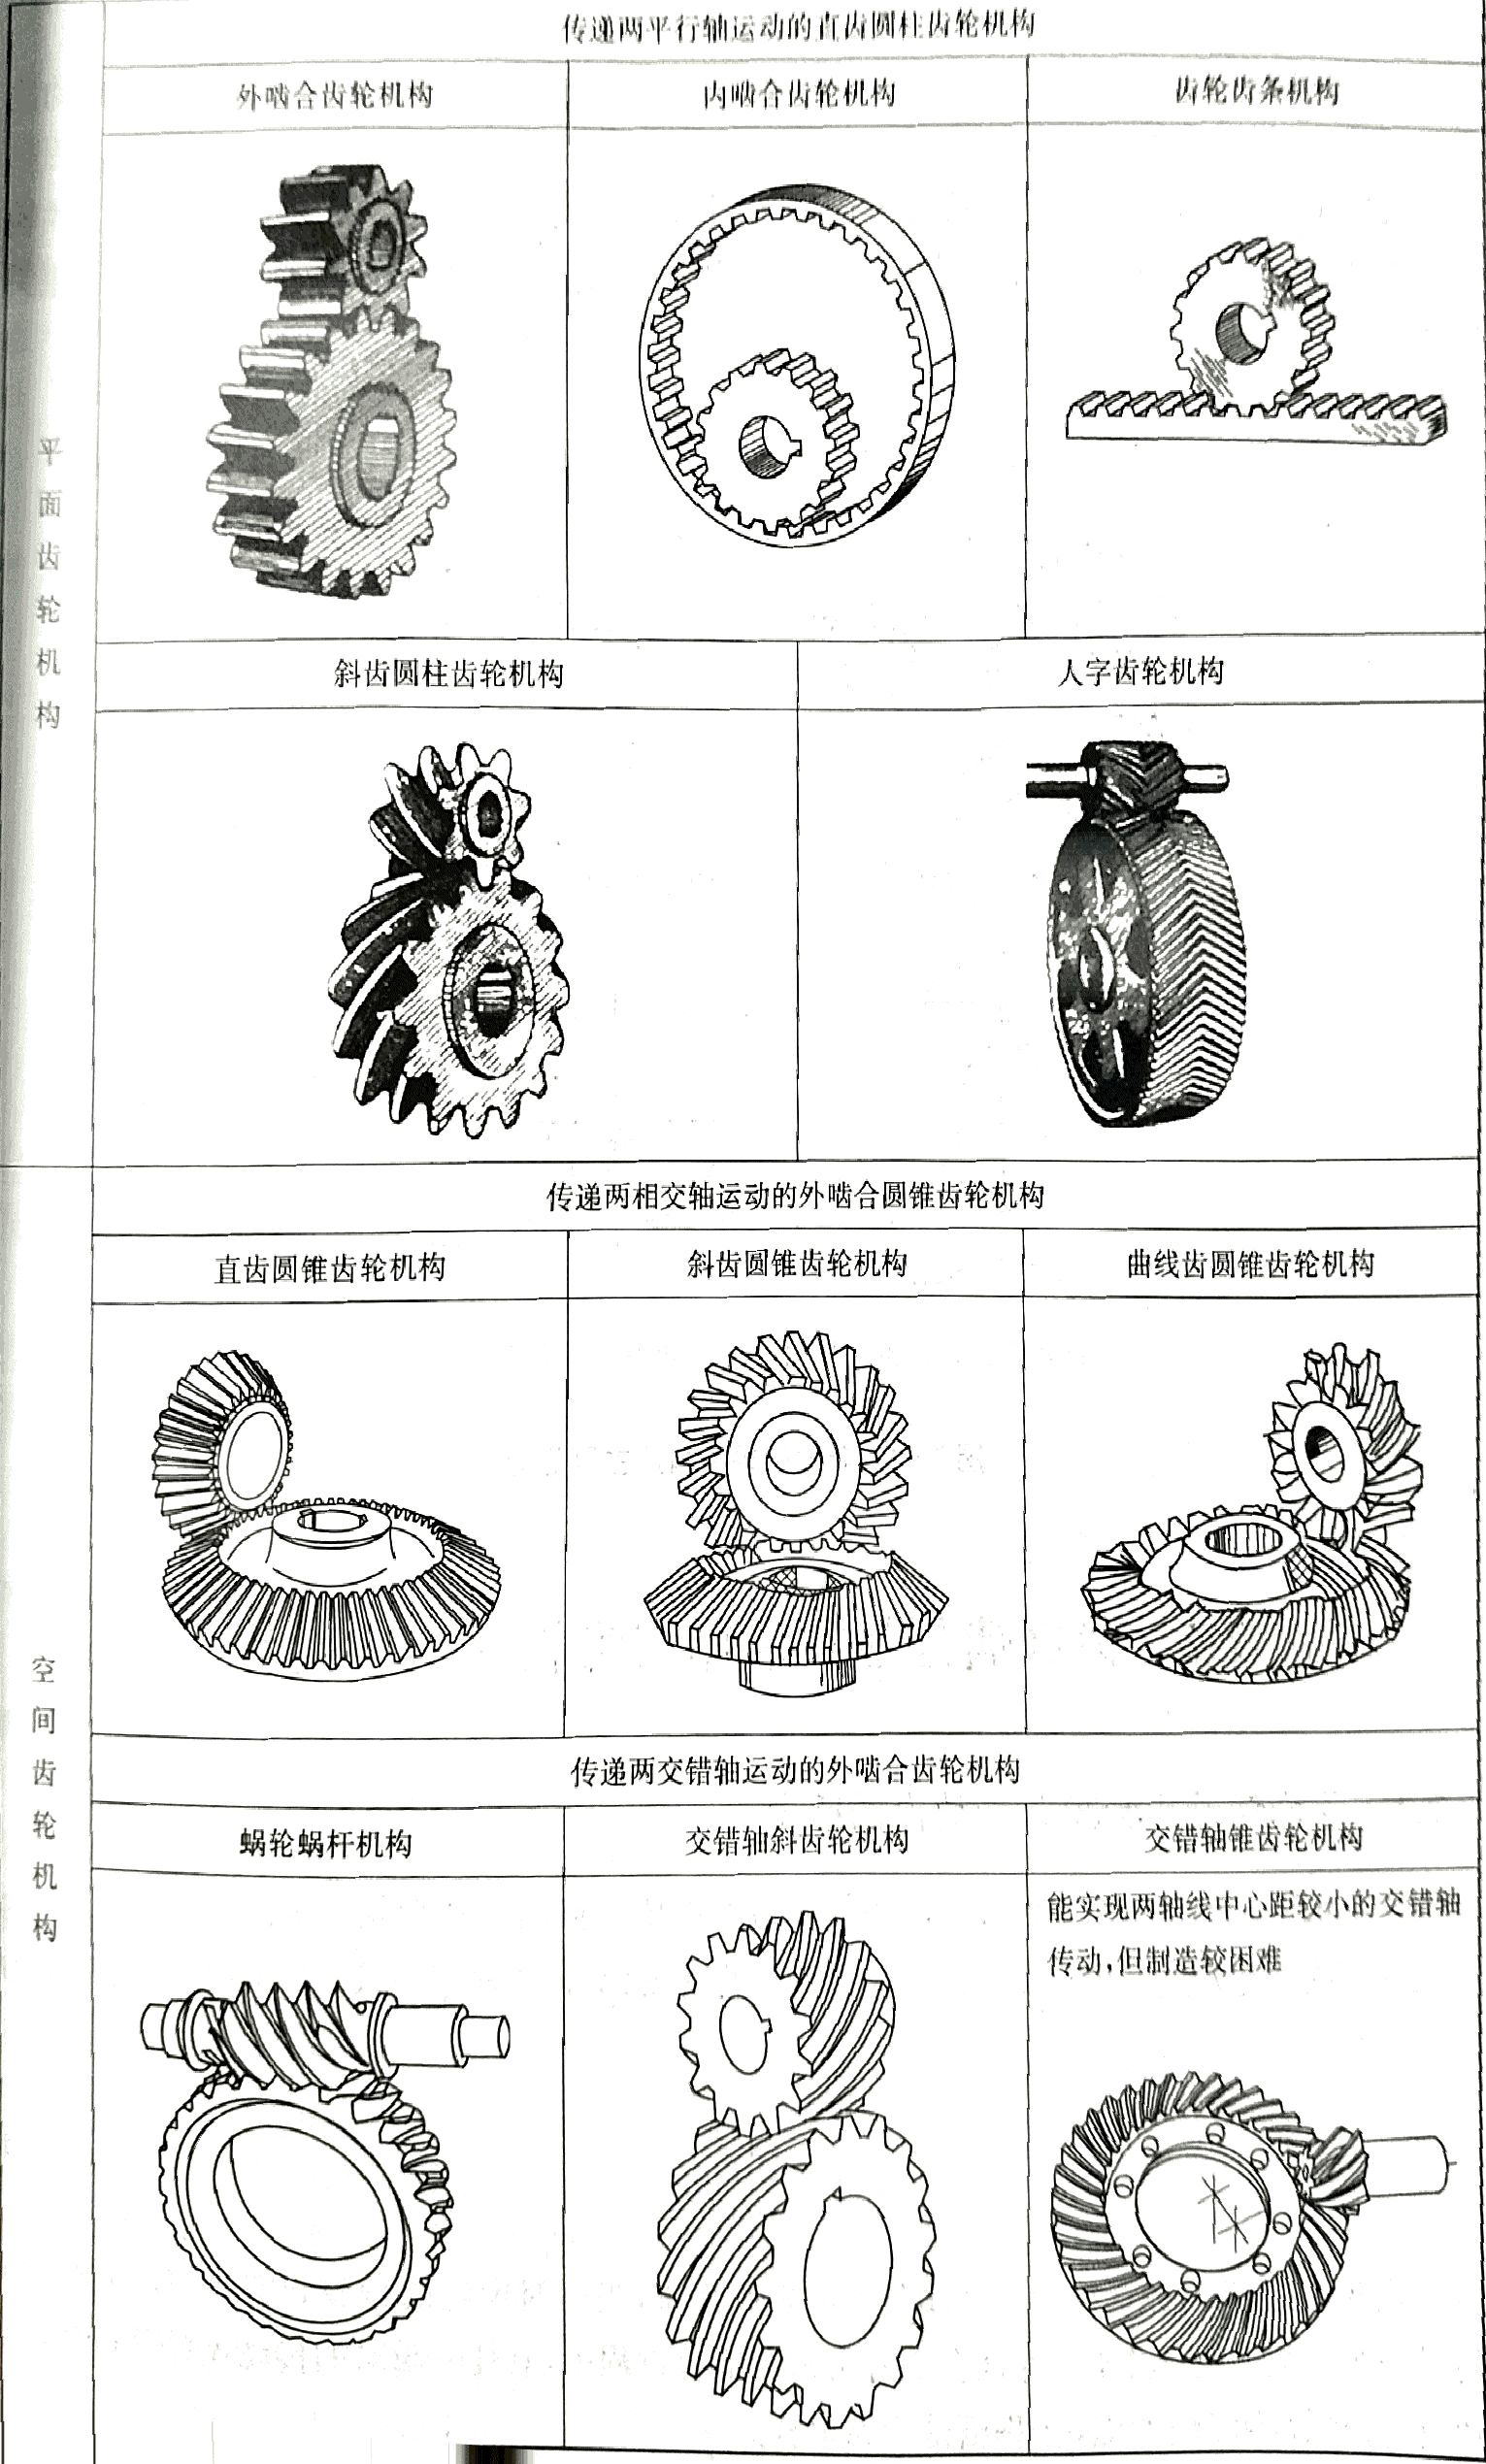 传递两平行轴运动的直齿圆柱齿轮机构
外啮合齿轮机构
内啮合齿轮机构
齿轮齿条机构
平面齿轮机构
斜齿圆柱齿轮机构
人字齿轮机构
传递两相交轴运动的外啮合圆锥齿轮机构
直齿圆锥齿轮机构
斜齿圆锥齿轮机构
曲线齿圆锥齿轮机构
空间齿轮机构
传递两交错轴运动的外啮合齿轮机构
蜗轮蜗杆机构
交错轴斜齿轮机构
交错轴锥齿轮机构
能实现两轴线中心距较小的交错轴
传动，但制造较困难